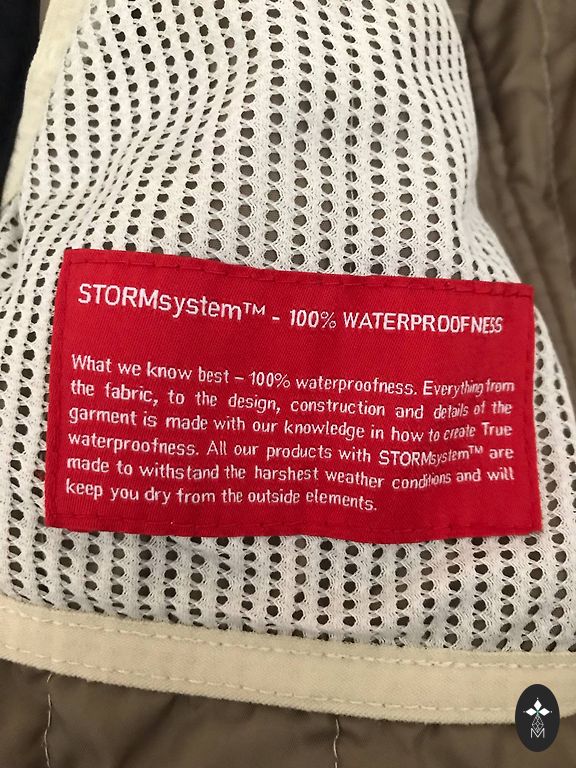 STORMsystem™ - 100% WATERPROOFNESS
What we know best – 100% waterproofness. Everything from
the fabric, to the design, construction and details of the
garment is made with our knowledge in how to create True
waterproofness. All our products with STORMsystem™ are
made to withstand the harshest weather conditions and will
keep you dry from the outside elements.
M